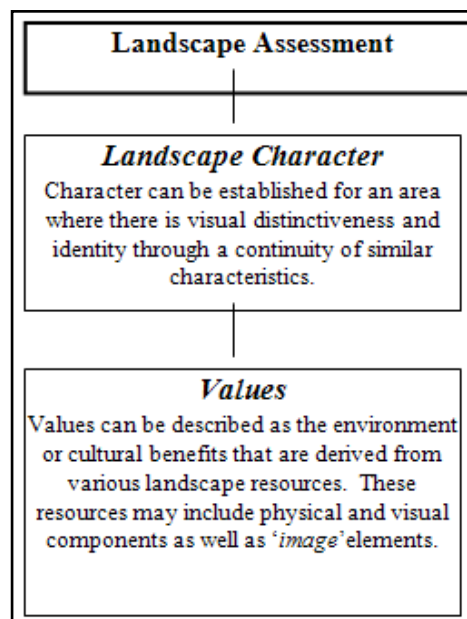 Landscape Assessment
Landscape Character
Character can be established for an area
where there is visual distinctiveness and
identity through a continuity of similar
characteristics.
Values
Values can be described as the environment
or cultural benefits that are derived from
various landscape resources. These
resources may include physical and visual
components as well as ‘image’ elements.